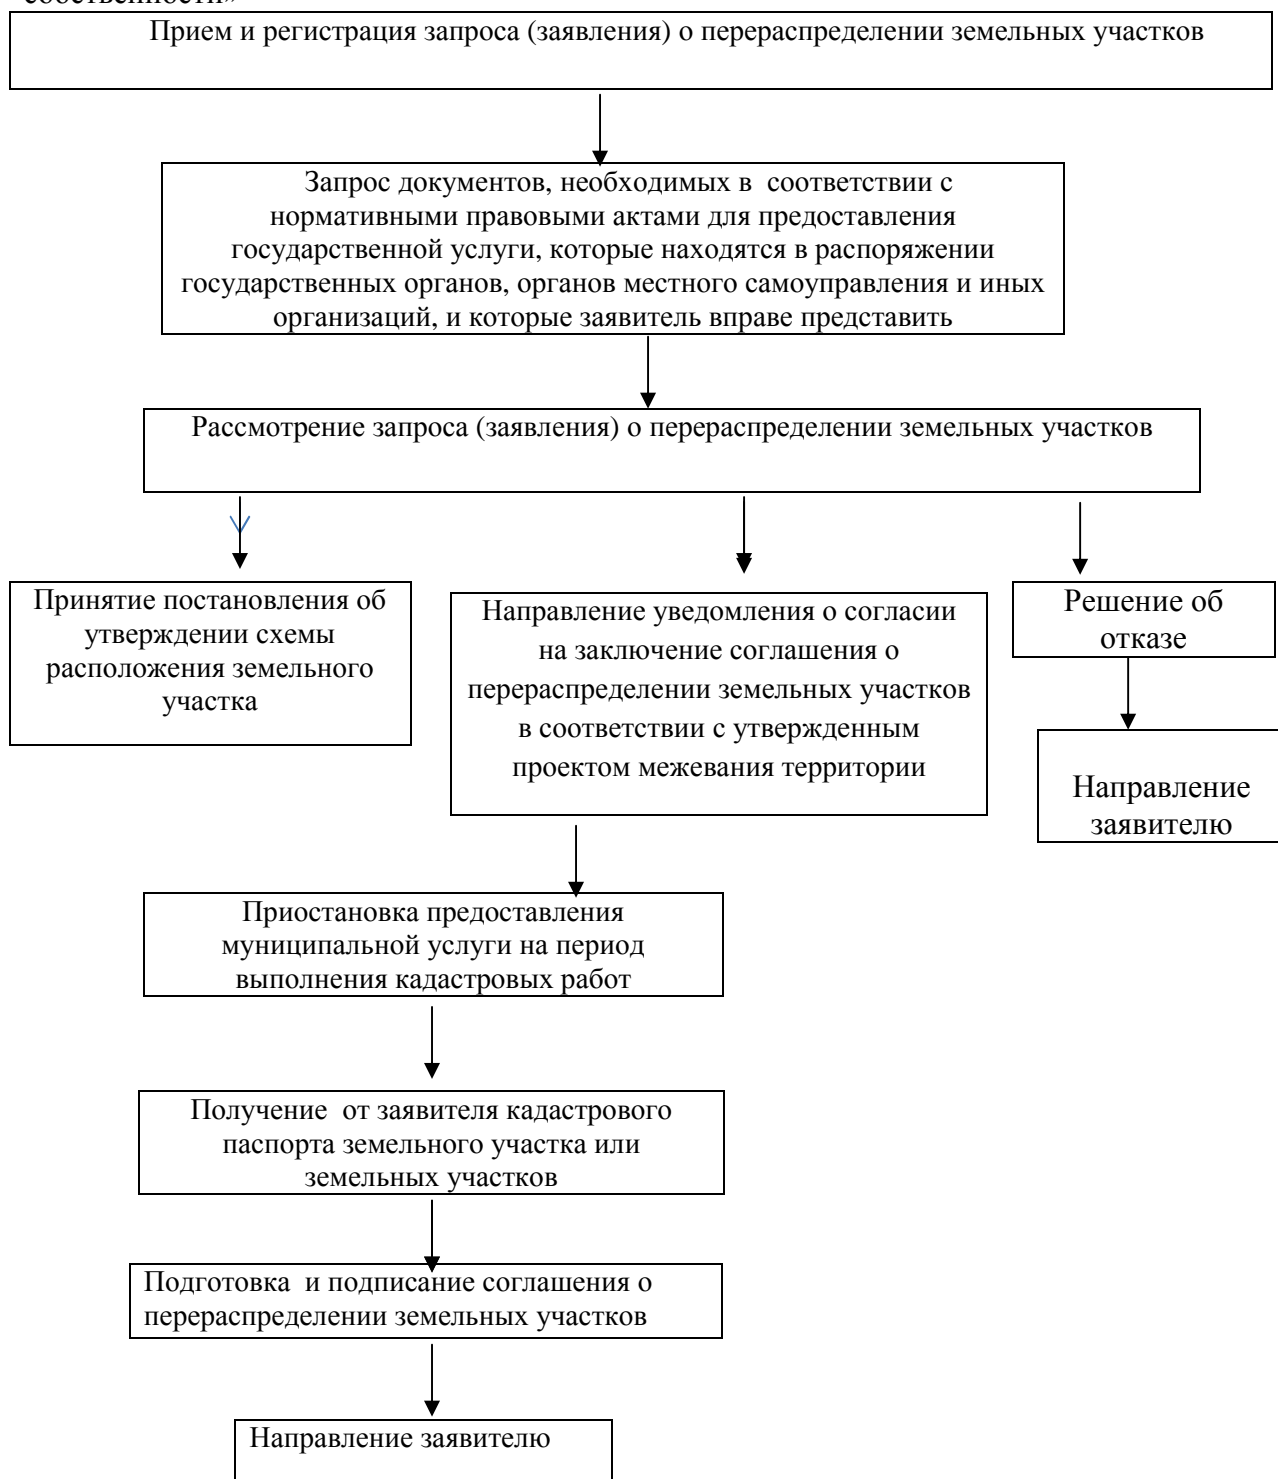 собственности»
Прием и регистрация запроса (заявления) о перераспределении земельных участков
Запрос документов, необходимых в соответствии с
нормативными правовыми актами для предоставления
государственной услуги, которые находятся в распоряжении
государственных органов, органов местного самоуправления и иных
организаций, и которые заявитель вправе представить
Рассмотрение запроса (заявления) о перераспределении земельных участков
Принятие постановления об
утверждении схемы
расположения земельного
участка
Направление уведомления о согласии
на заключение соглашения о
перераспределении земельных участков
в соответствии с утвержденным
проектом межевания территории
Решение об
отказе
Направление
заявителю
Приостановка предоставления
муниципальной услуги на период
выполнения кадастровых работ
Получение от заявителя кадастрового
паспорта земельного участка или
земельных участков
Подготовка и подписание соглашения о
перераспределении земельных участков
Направление заявителю